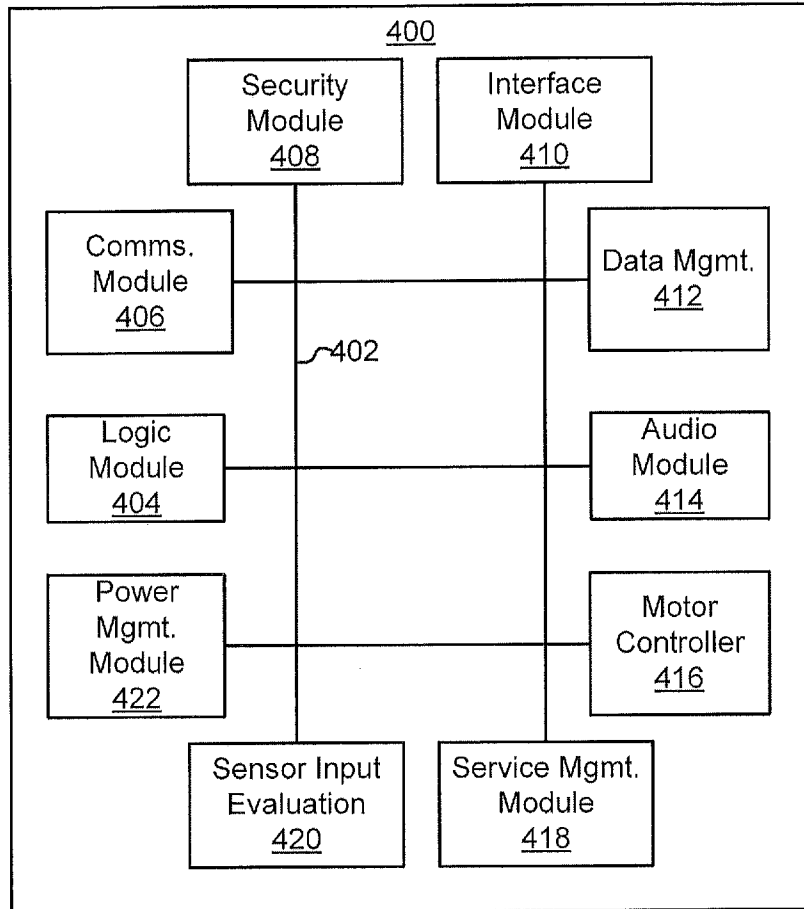 400
Security
Module
408
Interface
Module
410
Comms.
Module
406
Data Mgmt.
412
402
Logic
Module
404
Audio
Module
414
Power
Mgmt.
Module
422
Motor
Controller
416
Sensor Input
Evaluation
420
Service Mgmt.
Module
418